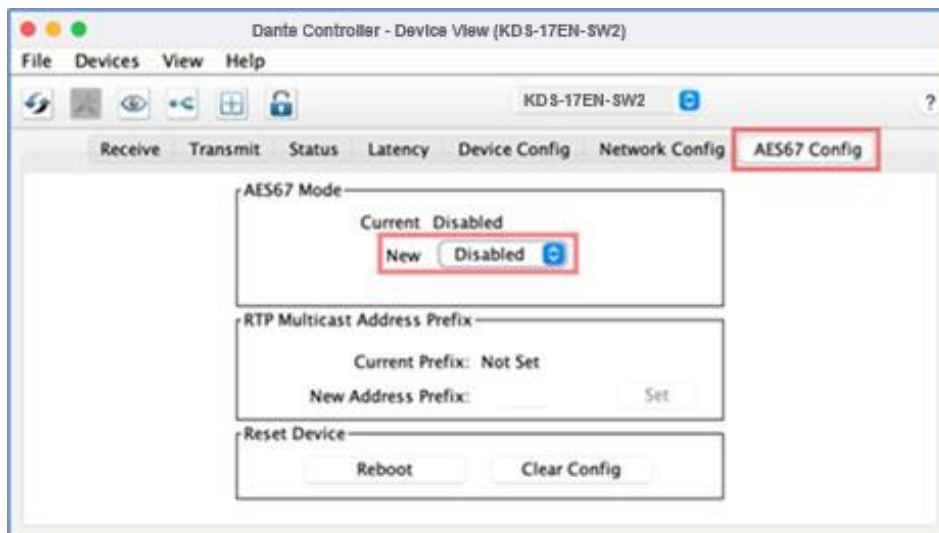 Dante Controller - Device View (KDS-17EN-SW2)
File Devices View Help
KDS-17EN-SW2 ?
Receive Transmit Status Latency Device Config Network Config AES67 Config
AES67 Mode
Current Disabled
New Disabled
RTP Multicast Address Prefix
Current Prefix: Not Set
New Address Prefix: Set
Reset Device
Reboot Clear Config